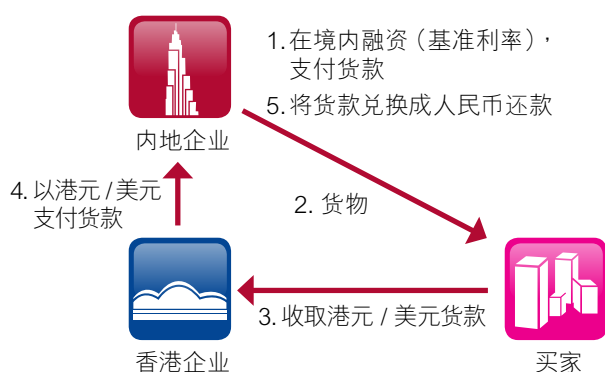 1. 在境内融资（基准利率），
支付货款
5. 将货款兑换成人民币还款
内地企业
4. 以港元 / 美元
支付货款
2. 货物
3. 收取港元 / 美元货款
香港企业
买家